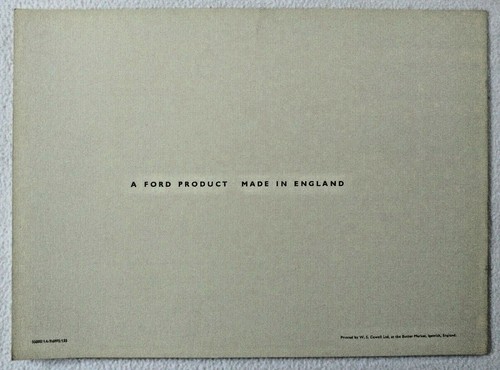 A FORD PRODUCT MADE IN ENGLAND
Printed by W. S. Cowell Ltd, at the Butter Market, Ipswich, England.